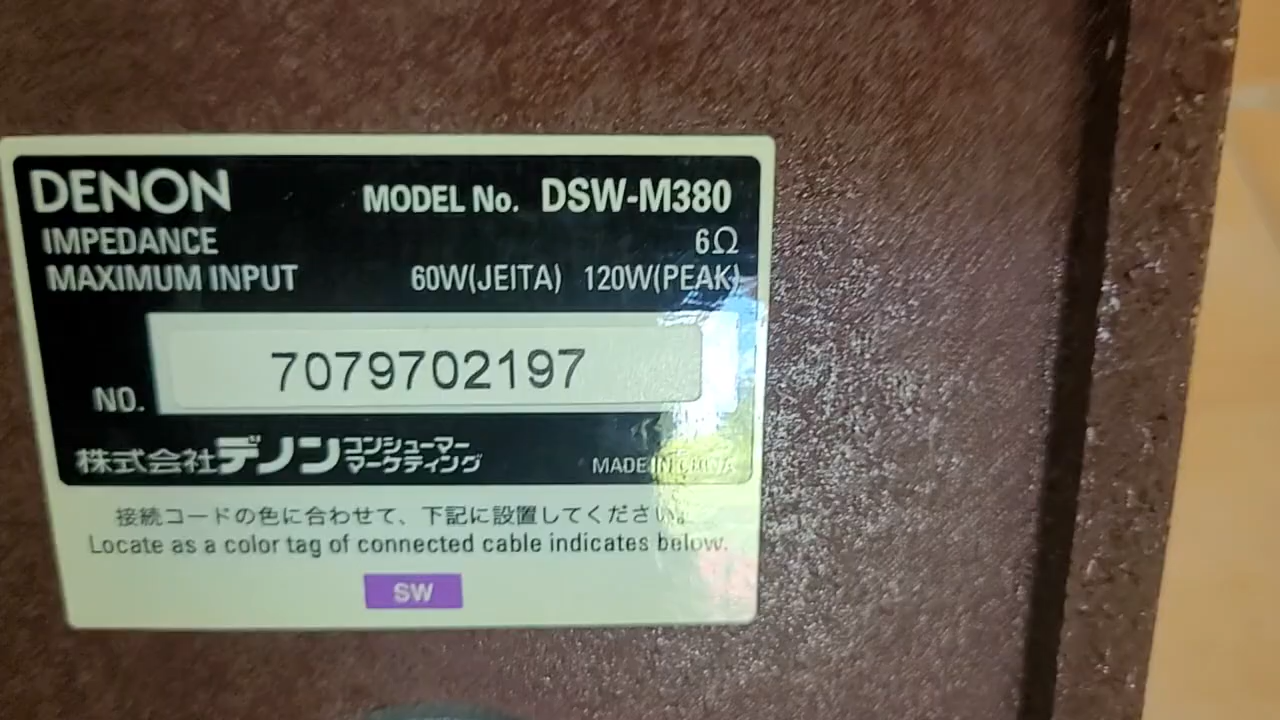 DENON MODEL No. DSW-M380
IMPEDANCE 6Ω
MAXIMUM INPUT 60W(JEITA) 120W(PEAK)
NO. 7079702197
株式会社デノン コンシューマーマーケティング
MADE IN CHINA
接続コードの色に合わせて、下記に設置してください。
Locate as a color tag of connected cable indicates below.
SW